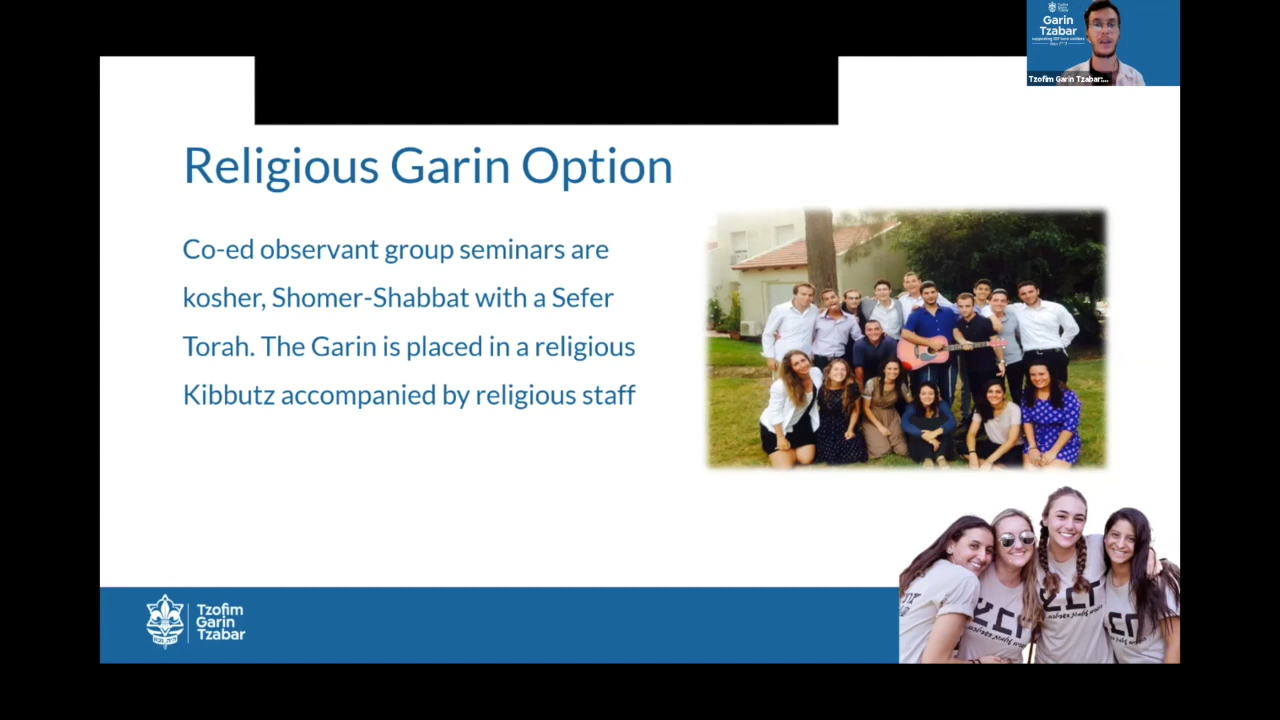 Garin
Tzabar
Tzofim Garin Tzabar:...
Religious Garin Option
Co-ed observant group seminars are
kosher, Shomer-Shabbat with a Sefer
Torah. The Garin is placed in a religious
Kibbutz accompanied by religious staff
Tzofim
Garin
Tzabar